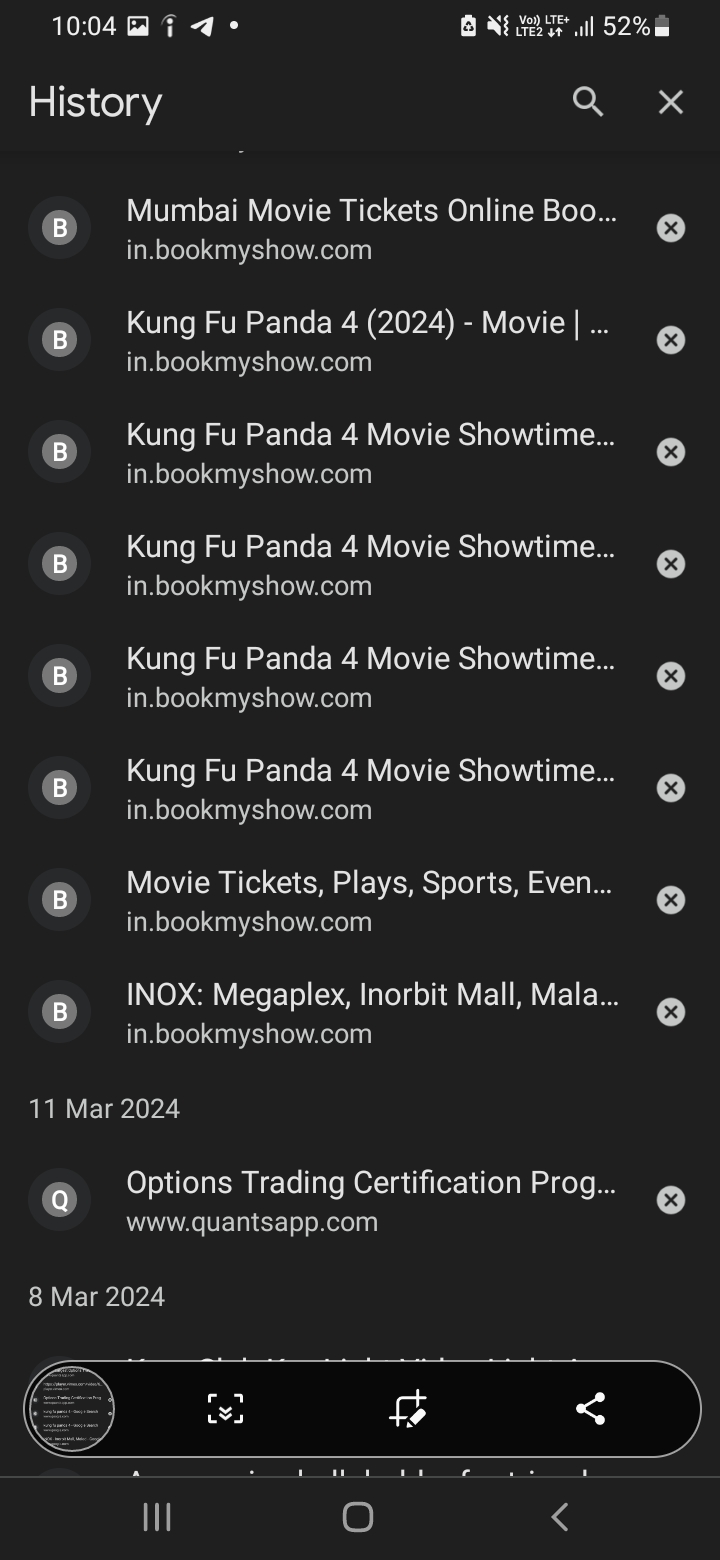 10:04
Vo)) LTE+
LTE2
52%
History
B
Mumbai Movie Tickets Online Boo...
in.bookmyshow.com
B
Kung Fu Panda 4 (2024) - Movie | ...
in.bookmyshow.com
B
Kung Fu Panda 4 Movie Showtime...
in.bookmyshow.com
B
Kung Fu Panda 4 Movie Showtime...
in.bookmyshow.com
B
Kung Fu Panda 4 Movie Showtime...
in.bookmyshow.com
B
Kung Fu Panda 4 Movie Showtime...
in.bookmyshow.com
B
Movie Tickets, Plays, Sports, Even...
in.bookmyshow.com
B
INOX: Megaplex, Inorbit Mall, Mala...
in.bookmyshow.com
11 Mar 2024
Q
Options Trading Certification Prog...
www.quantsapp.com
8 Mar 2024